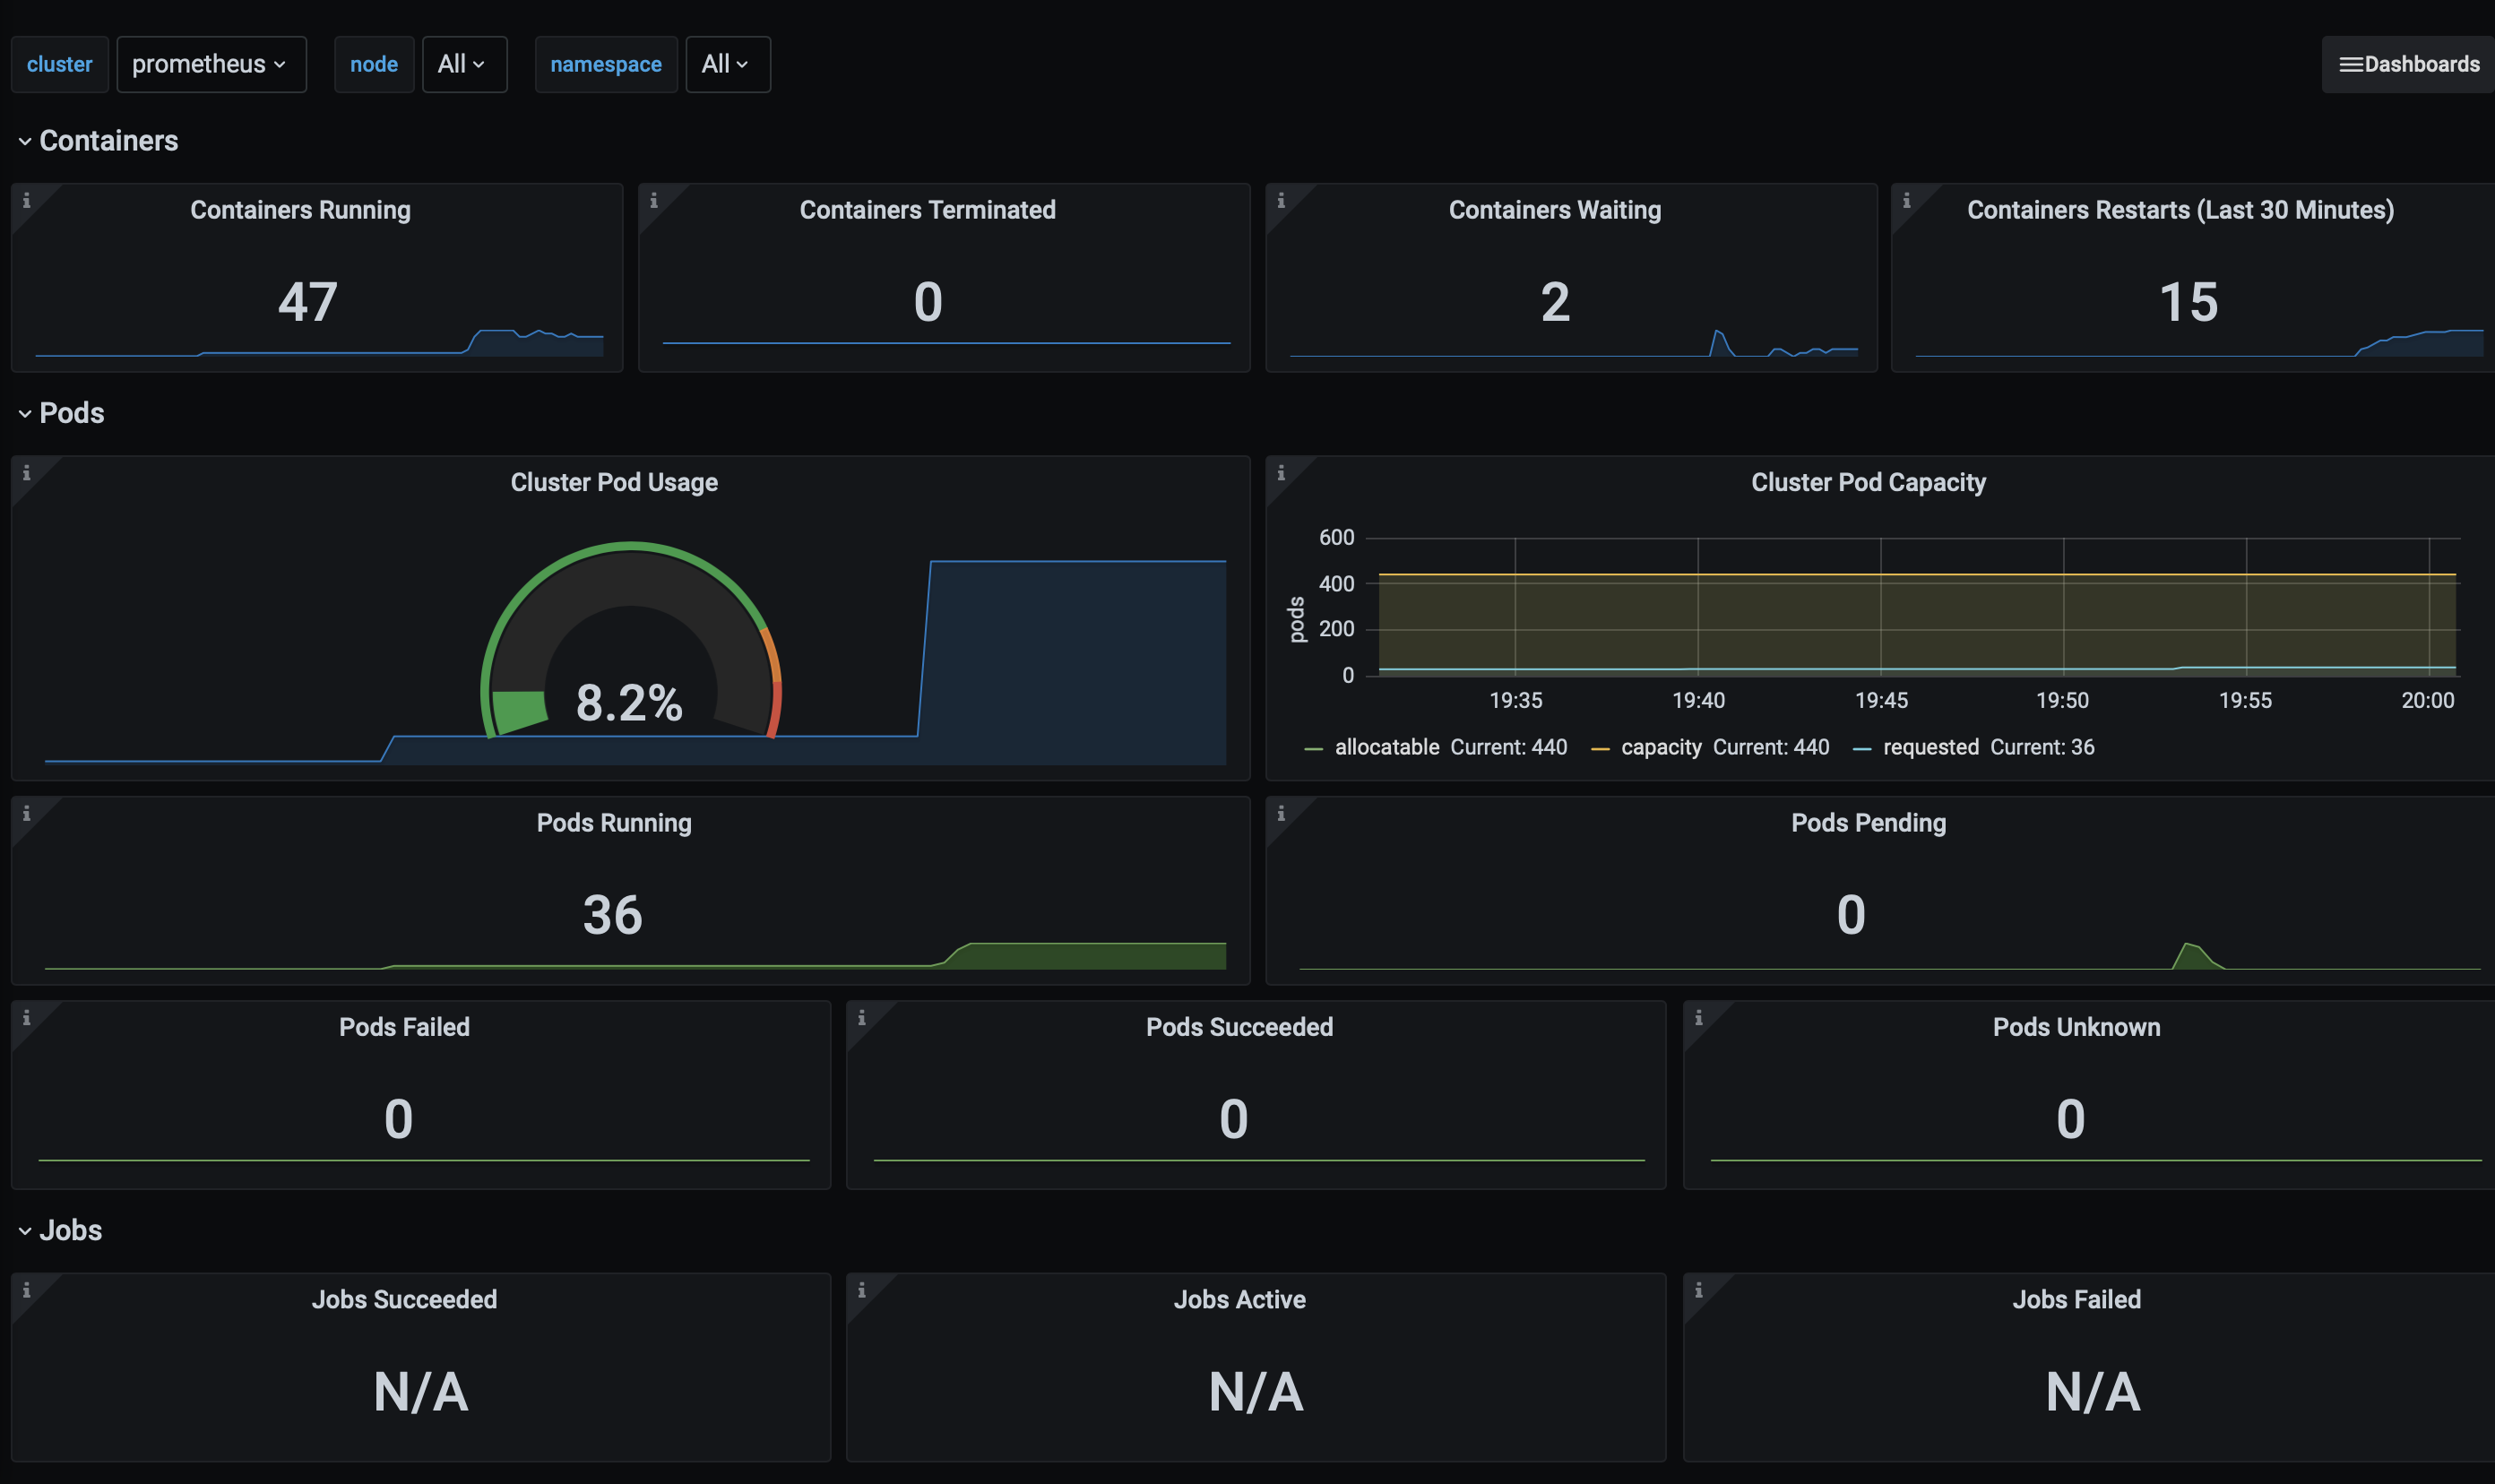 cluster prometheus node All namespace All Dashboards
Containers
Containers Running Containers Terminated Containers Waiting Containers Restarts (Last 30 Minutes)
47 0 2 15
Pods
Cluster Pod Usage Cluster Pod Capacity
8.2%
600
400
200
0
pods
19:35 19:40 19:45 19:50 19:55 20:00
allocatable Current: 440 capacity Current: 440 requested Current: 36
Pods Running Pods Pending
36 0
Pods Failed Pods Succeeded Pods Unknown
0 0 0
Jobs
Jobs Succeeded Jobs Active Jobs Failed
N/A N/A N/A